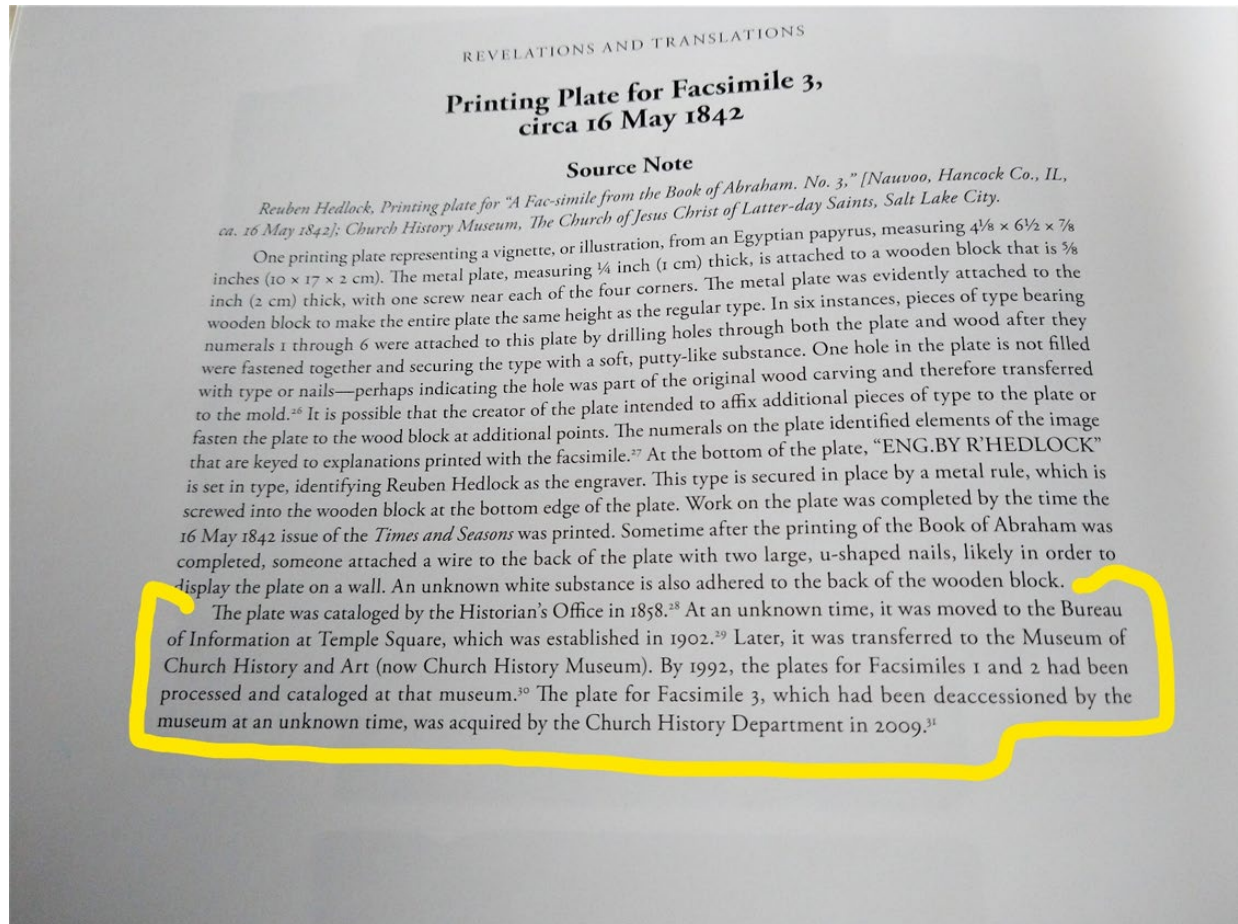 REVELATIONS AND TRANSLATIONS
Printing Plate for Facsimile 3,
circa 16 May 1842
Source Note
Reuben Hedlock, Printing plate for “A Fac-simile from the Book of Abraham. No. 3,” [Nauvoo, Hancock Co., IL,
ca. 16 May 1842]; Church History Museum, The Church of Jesus Christ of Latter-day Saints, Salt Lake City.
One printing plate representing a vignette, or illustration, from an Egyptian papyrus, measuring 4⅛ × 6½ × ⅞
inches (10 × 17 × 2 cm). The metal plate, measuring ¼ inch (1 cm) thick, is attached to a wooden block that is ⅝
inch (2 cm) thick, with one screw near each of the four corners. The metal plate was evidently attached to the
wooden block to make the entire plate the same height as the regular type. In six instances, pieces of type bearing
numerals 1 through 6 were attached to this plate by drilling holes through both the plate and wood after they
were fastened together and securing the type with a soft, putty-like substance. One hole in the plate is not filled
with type or nails—perhaps indicating the hole was part of the original wood carving and therefore transferred
to the mold.²⁶ It is possible that the creator of the plate intended to affix additional pieces of type to the plate or
fasten the plate to the wood block at additional points. The numerals on the plate identified elements of the image
that are keyed to explanations printed with the facsimile.²⁷ At the bottom of the plate, “ENG.BY R’HEDLOCK”
is set in type, identifying Reuben Hedlock as the engraver. This type is secured in place by a metal rule, which is
screwed into the wooden block at the bottom edge of the plate. Work on the plate was completed by the time the
16 May 1842 issue of the Times and Seasons was printed. Sometime after the printing of the Book of Abraham was
completed, someone attached a wire to the back of the plate with two large, u-shaped nails, likely in order to
display the plate on a wall. An unknown white substance is also adhered to the back of the wooden block.
The plate was cataloged by the Historian’s Office in 1858.²⁸ At an unknown time, it was moved to the Bureau
of Information at Temple Square, which was established in 1902.²⁹ Later, it was transferred to the Museum of
Church History and Art (now Church History Museum). By 1992, the plates for Facsimiles 1 and 2 had been
processed and cataloged at that museum.³⁰ The plate for Facsimile 3, which had been deaccessioned by the
museum at an unknown time, was acquired by the Church History Department in 2009.³¹